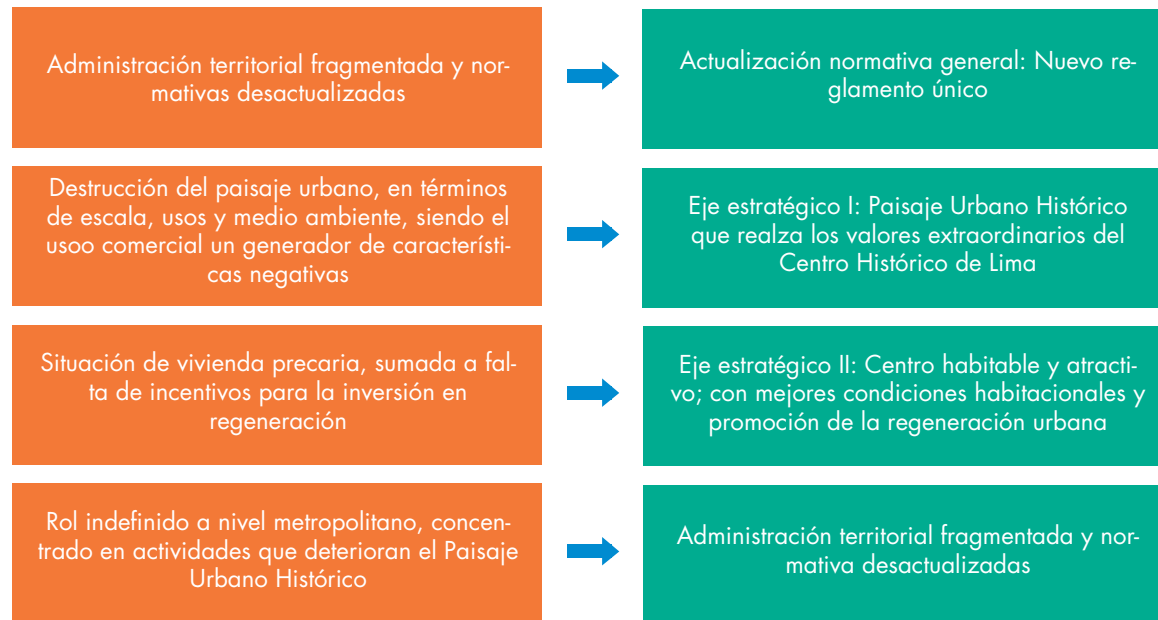 Administración territorial fragmentada y nor-
mativas desactualizadas
Actualización normativa general: Nuevo re-
glamento único
Destrucción del paisaje urbano, en términos
de escala, usos y medio ambiente, siendo el
usoo comercial un generador de característi-
cas negativas
Eje estratégico I: Paisaje Urbano Histórico
que realza los valores extraordinarios del
Centro Histórico de Lima
Situación de vivienda precaria, sumada a fal-
ta de incentivos para la inversión en
regeneración
Eje estratégico II: Centro habitable y atracti-
vo; con mejores condiciones habitacionales y
promoción de la regeneración urbana
Rol indefinido a nivel metropolitano, concen-
trado en actividades que deterioran el Paisaje
Urbano Histórico
Administración territorial fragmentada y nor-
mativa desactualizadas